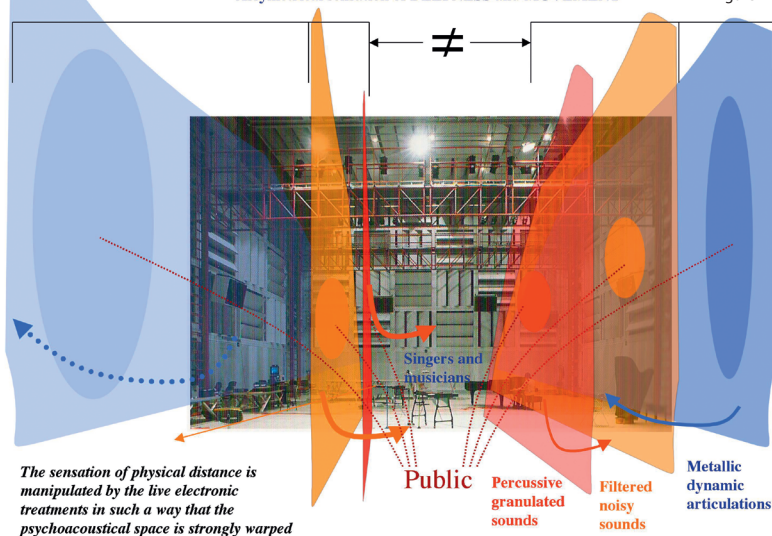 ≠
Singers and
musicians
Public
Percussive
granulated
sounds
Filtered
noisy
sounds
Metallic
dynamic
articulations
The sensation of physical distance is
manipulated by the live electronic
treatments in such a way that the
psychoacoustical space is strongly warped